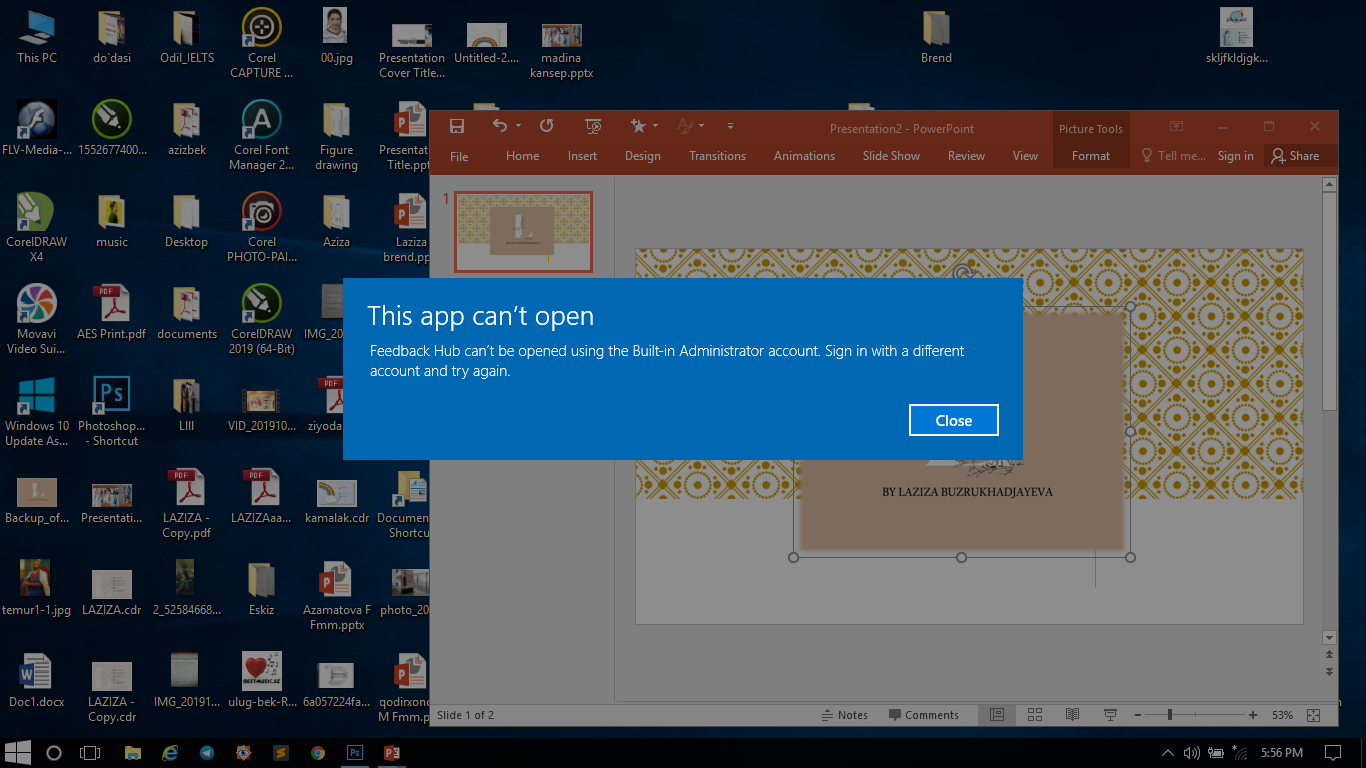 This PC
do`dasi
Odil_IELTS
Corel
CAPTURE ...
00.jpg
Presentation
Cover Title...
Untitled-2....
madina
kansep.pptx
Brend
skljfkldjgk...
FLV-Media-...
1552677400...
azizbek
Corel Font
Manager 2...
Figure
drawing
Presentat
Title.ppt
CorelDRAW
X4
music
Desktop
Corel
PHOTO-PAI...
Aziza
Laziza
brend.pp
Movavi
Video Sui...
AES Print.pdf
documents
CorelDRAW
2019 (64-Bit)
IMG_20
Windows 10
Update As...
Photoshop...
- Shortcut
LIII
VID_201910...
ziyoda
Backup_of...
Presentati...
LAZIZA -
Copy.pdf
LAZIZAaa...
kamalak.cdr
Documen
Shortcu
temur1-1.jpg
LAZIZA.cdr
2_52584668...
Eskiz
Azamatova F
Fmm.pptx
photo_20
Doc1.docx
LAZIZA -
Copy.cdr
IMG_20191...
ulug-bek-R...
6a057224fa...
qodirxono
M Fmm.p
Presentation2 - PowerPoint
Picture Tools
File
Home
Insert
Design
Transitions
Animations
Slide Show
Review
View
Format
Tell me...
Sign in
Share
1
This app can't open
Feedback Hub can't be opened using the Built-in Administrator account. Sign in with a different
account and try again.
Close
BY LAZIZA BUZRUKHADJAYEVA
Slide 1 of 2
Notes
Comments
53%
5:56 PM